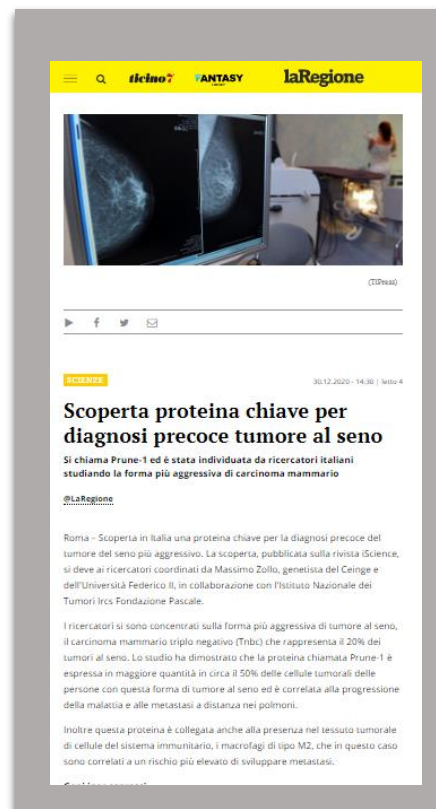 ticino7 FANTASY laRegione
(TiPress)
SCIENZE 30.12.2020 - 14:30 | letto 4
Scoperta proteina chiave per
diagnosi precoce tumore al seno
Si chiama Prune-1 ed è stata individuata da ricercatori italiani
studiando la forma più aggressiva di carcinoma mammario
@LaRegione
Roma – Scoperta in Italia una proteina chiave per la diagnosi precoce del
tumore del seno più aggressivo. La scoperta, pubblicata sulla rivista iScience,
si deve ai ricercatori coordinati da Massimo Zollo, genetista del Ceinge e
dell'Università Federico II, in collaborazione con l'Istituto Nazionale dei
Tumori Ircs Fondazione Pascale.
I ricercatori si sono concentrati sulla forma più aggressiva di tumore al seno,
il carcinoma mammario triplo negativo (Tnbc) che rappresenta il 20% dei
tumori al seno. Lo studio ha dimostrato che la proteina chiamata Prune-1 è
espressa in maggiore quantità in circa il 50% delle cellule tumorali delle
persone con questa forma di tumore al seno ed è correlata alla progressione
della malattia e alle metastasi a distanza nei polmoni.
Inoltre questa proteina è collegata anche alla presenza nel tessuto tumorale
di cellule del sistema immunitario, i macrofagi di tipo M2, che in questo caso
sono correlati a un rischio più elevato di sviluppare metastasi.